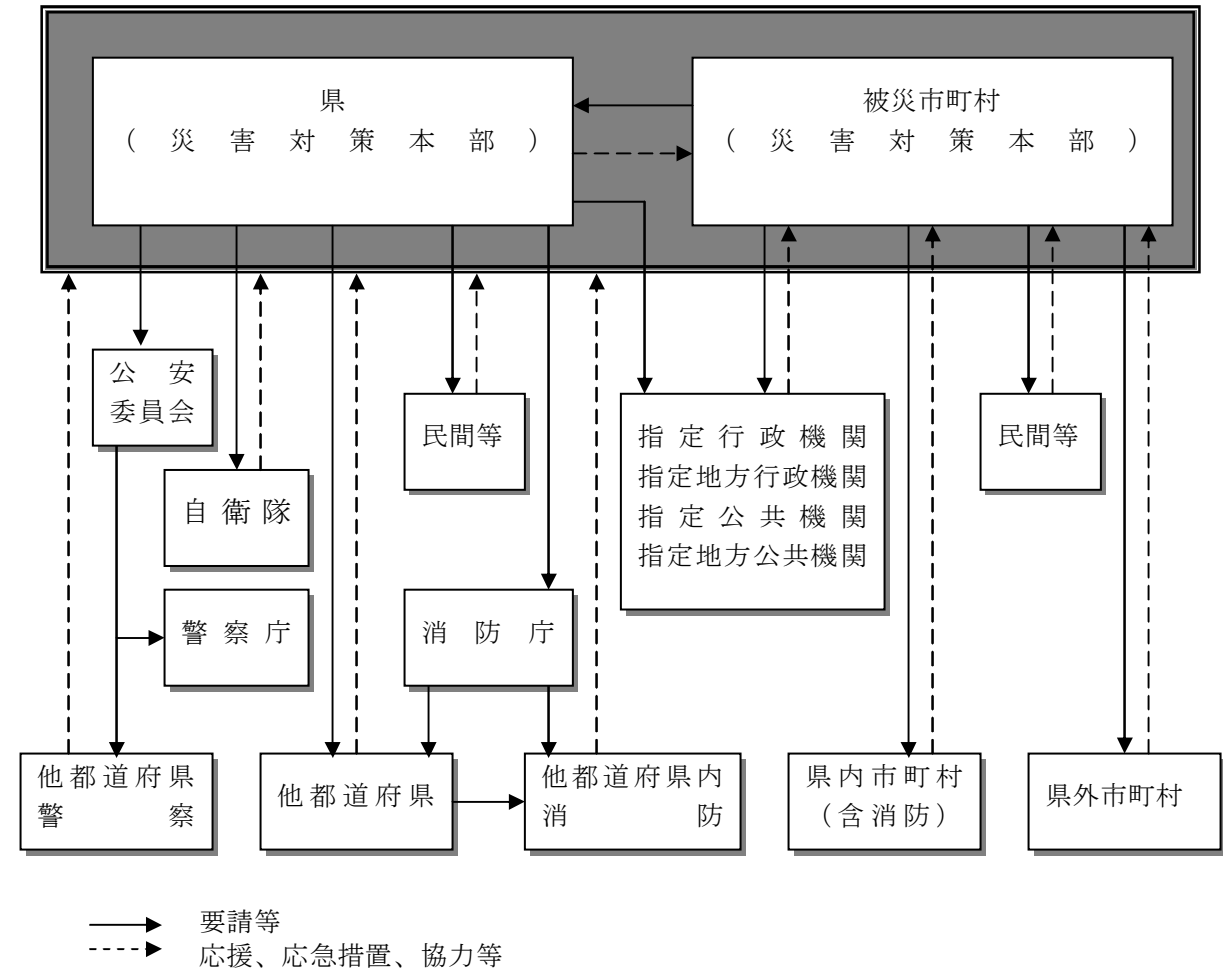 県
(災害対策本部)
被災市町村
(災害対策本部)
公安
委員会
民間等
指定行政機関
指定地方行政機関
指定公共機関
指定地方公共機関
民間等
自衛隊
警察庁
消防庁
他都道府県
警察
他都道府県
他都道府県内
消防
県内市町村
(含消防)
県外市町村
要請等
応援、応急措置、協力等